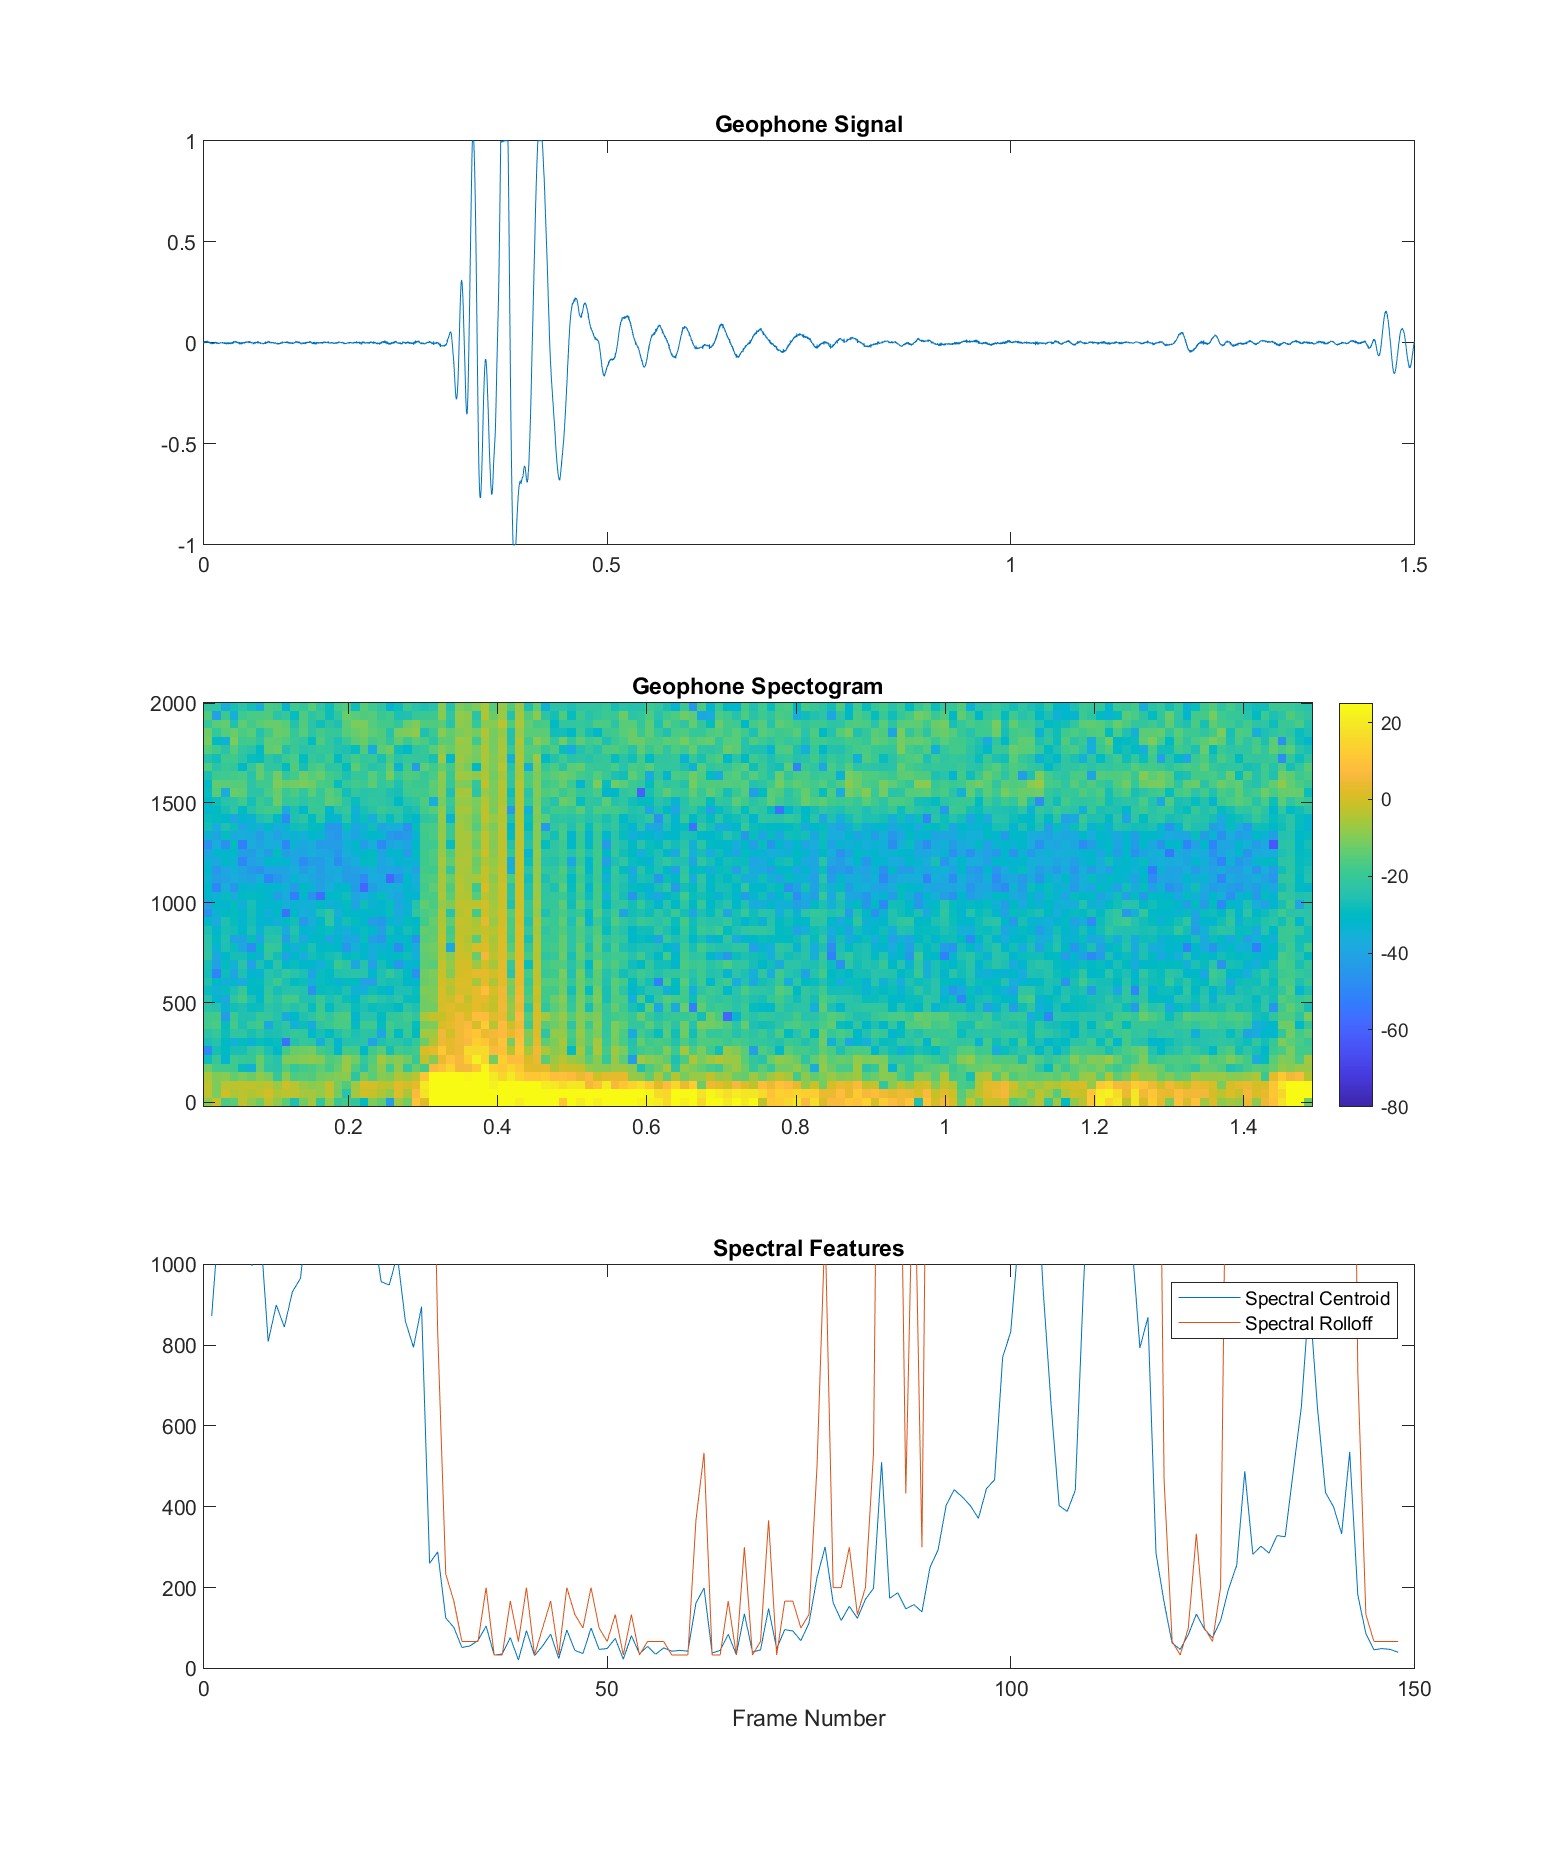 Geophone Signal
1
0.5
0
-0.5
-1
0 0.5 1 1.5
Geophone Spectogram
2000
1500
1000
500
0
0.2 0.4 0.6 0.8 1 1.2 1.4
20
0
-20
-40
-60
-80
Spectral Features
1000
800
600
400
200
0
Spectral Centroid
Spectral Rolloff
0 50 100 150
Frame Number